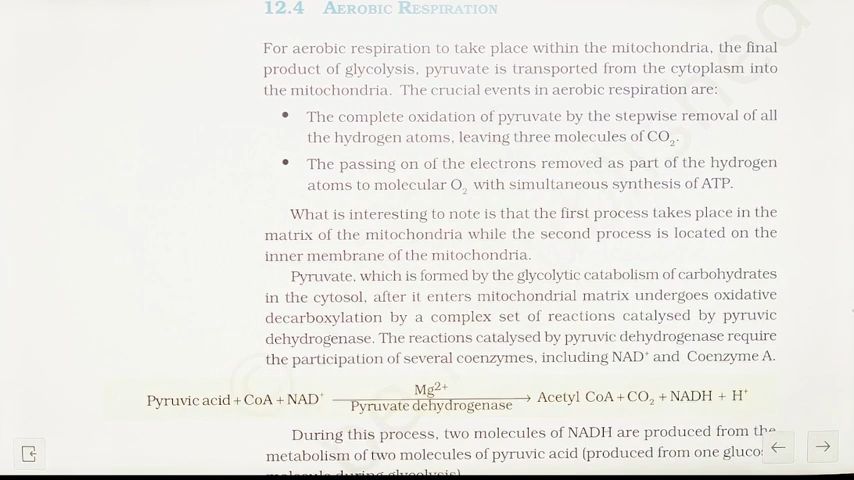 12.4 AEROBIC RESPIRATION
For aerobic respiration to take place within the mitochondria, the final
product of glycolysis, pyruvate is transported from the cytoplasm into
the mitochondria. The crucial events in aerobic respiration are:
• The complete oxidation of pyruvate by the stepwise removal of all
the hydrogen atoms, leaving three molecules of CO₂.
• The passing on of the electrons removed as part of the hydrogen
atoms to molecular O₂ with simultaneous synthesis of ATP.
What is interesting to note is that the first process takes place in the
matrix of the mitochondria while the second process is located on the
inner membrane of the mitochondria.
Pyruvate, which is formed by the glycolytic catabolism of carbohydrates
in the cytosol, after it enters mitochondrial matrix undergoes oxidative
decarboxylation by a complex set of reactions catalysed by pyruvic
dehydrogenase. The reactions catalysed by pyruvic dehydrogenase require
the participation of several coenzymes, including NAD⁺ and Coenzyme A.
Mg²⁺
Pyruvic acid + CoA + NAD⁺ ⟶ Acetyl CoA + CO₂ + NADH + H⁺
Pyruvate dehydrogenase
During this process, two molecules of NADH are produced from the
metabolism of two molecules of pyruvic acid (produced from one
molecule during glycolysis).